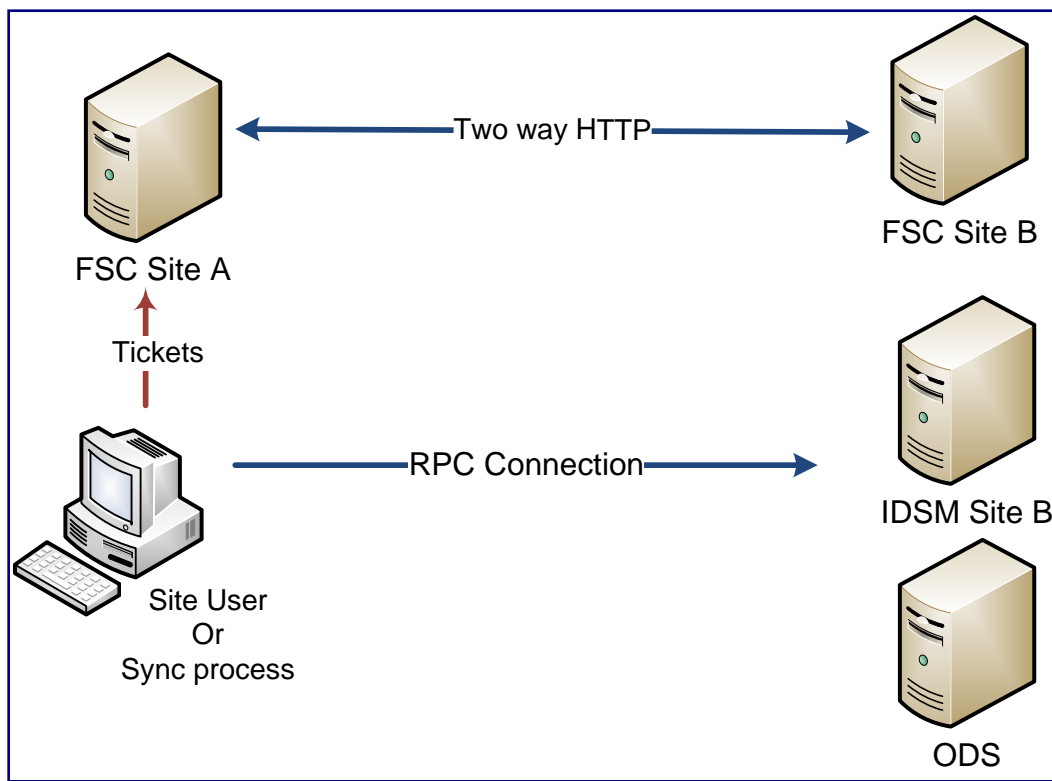 Two way HTTP
FSC Site A
FSC Site B
Tickets
RPC Connection
IDSM Site B
Site User
Or
Sync process
ODS